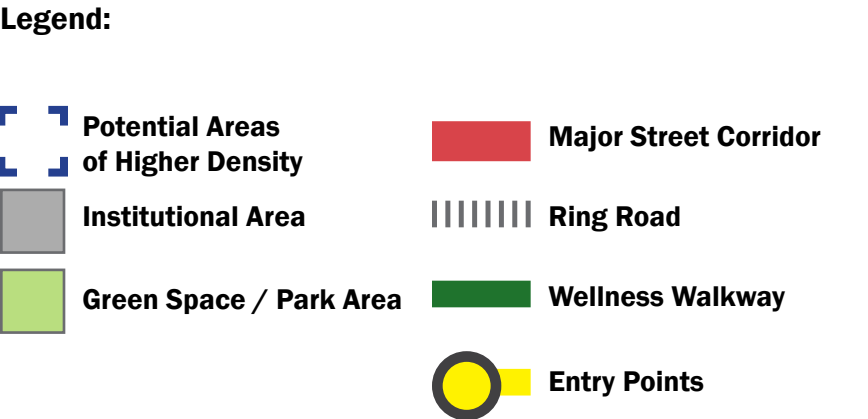 Legend:
Potential Areas
of Higher Density
Institutional Area
Green Space / Park Area
Major Street Corridor
Ring Road
Wellness Walkway
Entry Points